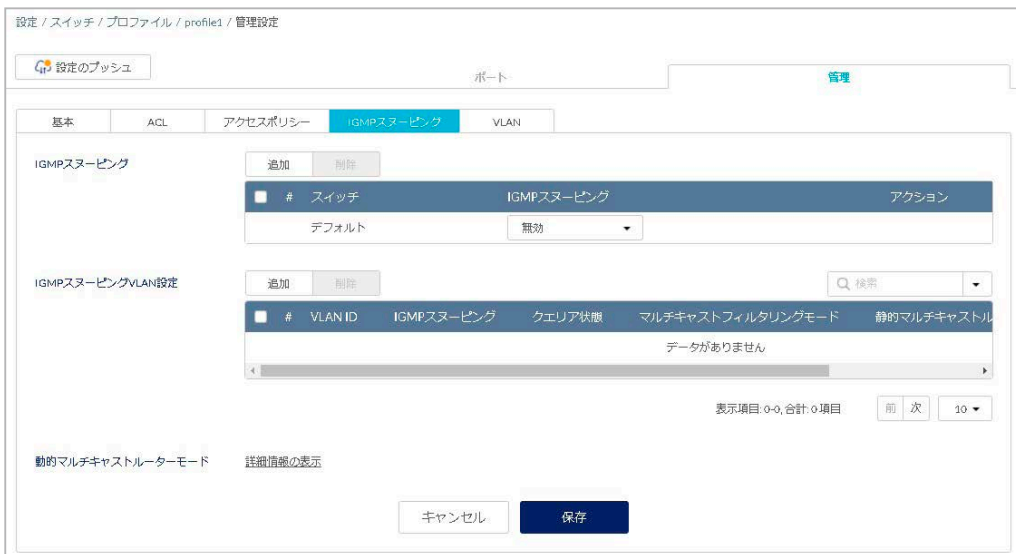 設定 / スイッチ / プロファイル / profile1 / 管理設定
設定のプッシュ
ポート
管理
基本 ACL アクセスポリシー IGMPスヌーピング VLAN
IGMPスヌーピング 追加 削除
# スイッチ IGMPスヌーピング アクション
デフォルト 無効
IGMPスヌーピングVLAN設定 追加 削除 検索
# VLAN ID IGMPスヌーピング クエリア状態 マルチキャストフィルタリングモード 静的マルチキャストル
データがありません
表示項目: 0-0, 合計: 0 項目 前 次 10
動的マルチキャストルーターモード 詳細情報の表示
キャンセル 保存